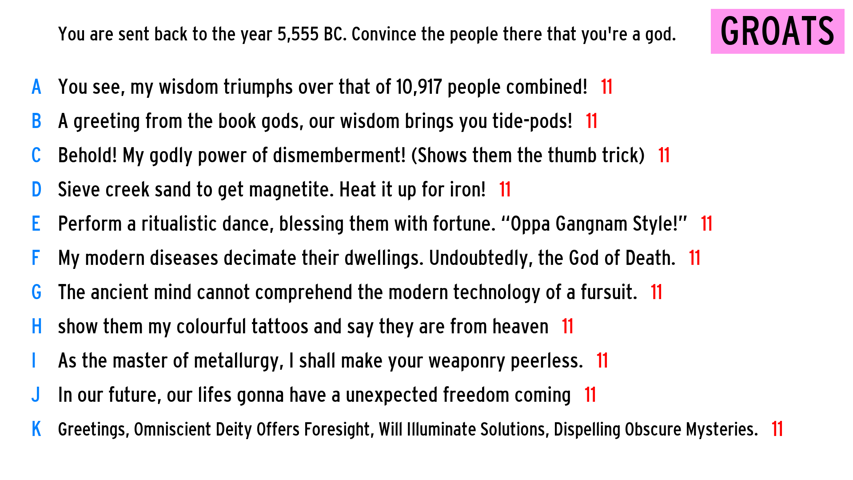 You are sent back to the year 5,555 BC. Convince the people there that you're a god.
GROATS
A You see, my wisdom triumphs over that of 10,917 people combined! 11
B A greeting from the book gods, our wisdom brings you tide-pods! 11
C Behold! My godly power of dismemberment! (Shows them the thumb trick) 11
D Sieve creek sand to get magnetite. Heat it up for iron! 11
E Perform a ritualistic dance, blessing them with fortune. “Oppa Gangnam Style!” 11
F My modern diseases decimate their dwellings. Undoubtedly, the God of Death. 11
G The ancient mind cannot comprehend the modern technology of a fursuit. 11
H show them my colourful tattoos and say they are from heaven 11
I As the master of metallurgy, I shall make your weaponry peerless. 11
J In our future, our lifes gonna have a unexpected freedom coming 11
K Greetings, Omniscient Deity Offers Foresight, Will Illuminate Solutions, Dispelling Obscure Mysteries. 11